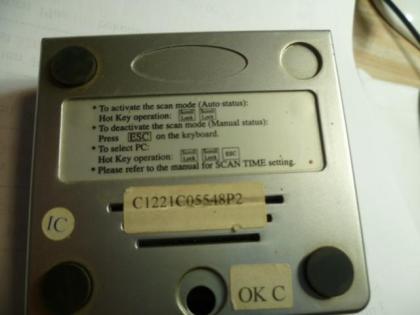 • To activate the scan mode (Auto status):
Hot Key operation: Scroll Lock Scroll Lock
• To deactivate the scan mode (Manual status):
Press ESC on the keyboard.
• To select PC:
Hot Key operation: Scroll Lock Scroll Lock ESC
• Please refer to the manual for SCAN TIME setting.
C1221C05548P2
IC
OK C